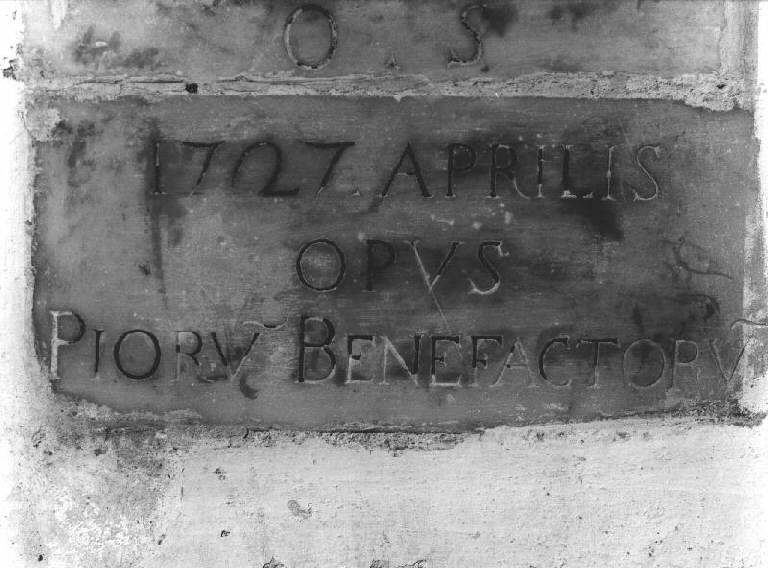 O. S
1727. APRILIS
OPVS
PIORṼ BENEFACTORṼ